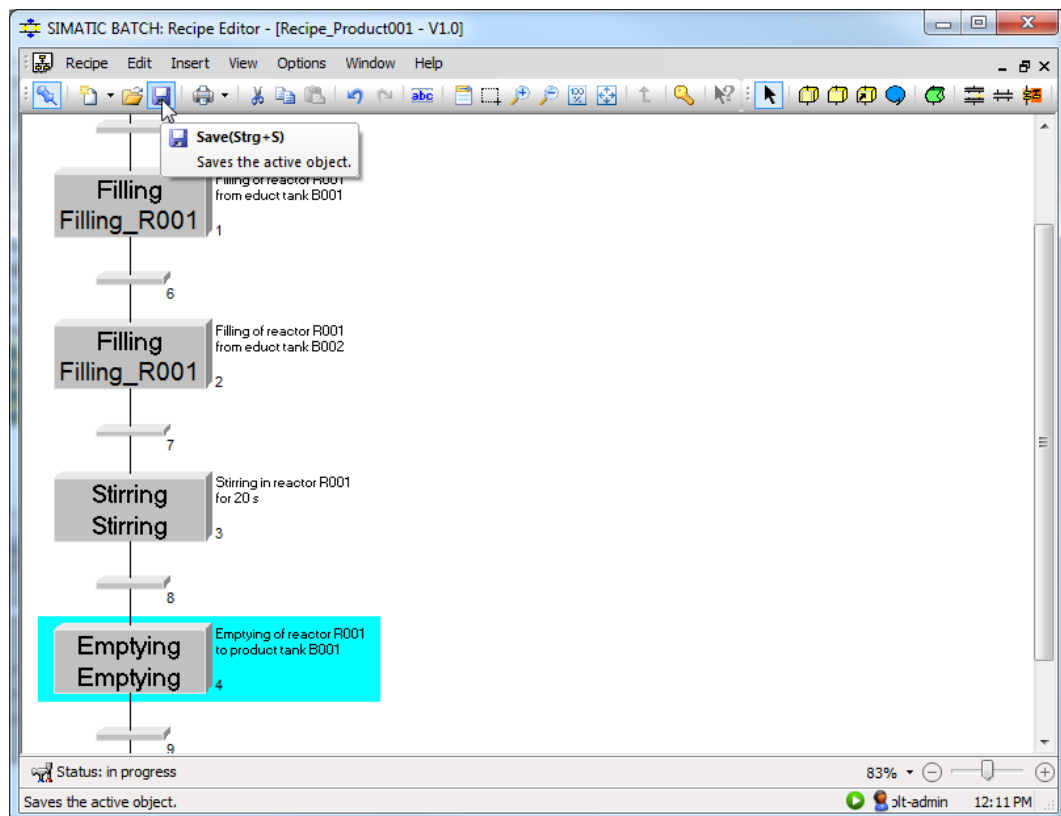 SIMATIC BATCH: Recipe Editor - [Recipe_Product001 - V1.0]
Recipe Edit Insert View Options Window Help
abc
100 %
Save(Strg+S)
Saves the active object.
Filling
Filling_R001
Filling of reactor R001
from educt tank B001
1
6
Filling
Filling_R001
Filling of reactor R001
from educt tank B002
2
7
Stirring
Stirring
Stirring in reactor R001
for 20 s
3
8
Emptying
Emptying
Emptying of reactor R001
to product tank B001
4
9
Status: in progress
83%
Saves the active object.
olt-admin 12:11 PM